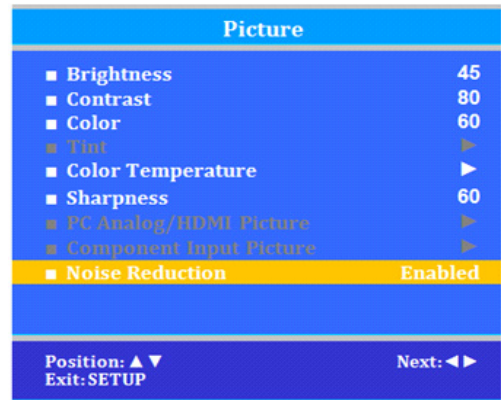 Picture
■ Brightness 45
■ Contrast 80
■ Color 60
■ Tint ▶
■ Color Temperature ▶
■ Sharpness 60
■ PC Analog/HDMI Picture ▶
■ Component Input Picture ▶
■ Noise Reduction Enabled
Position: ▲ ▼ Next: ◀ ▶
Exit: SETUP